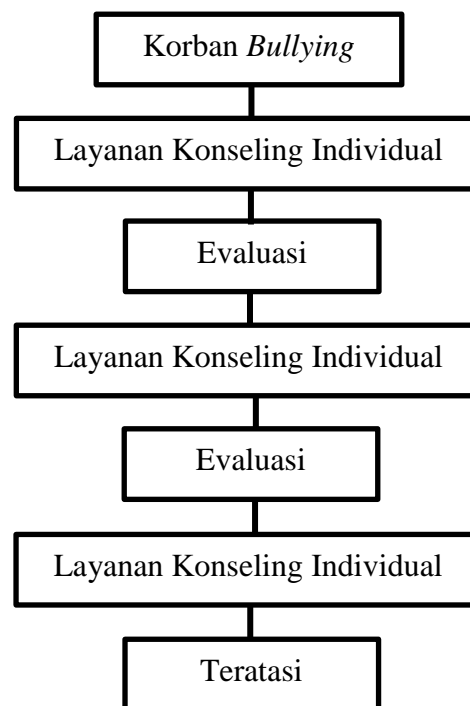 Korban Bullying
Layanan Konseling Individual
Evaluasi
Layanan Konseling Individual
Evaluasi
Layanan Konseling Individual
Teratasi